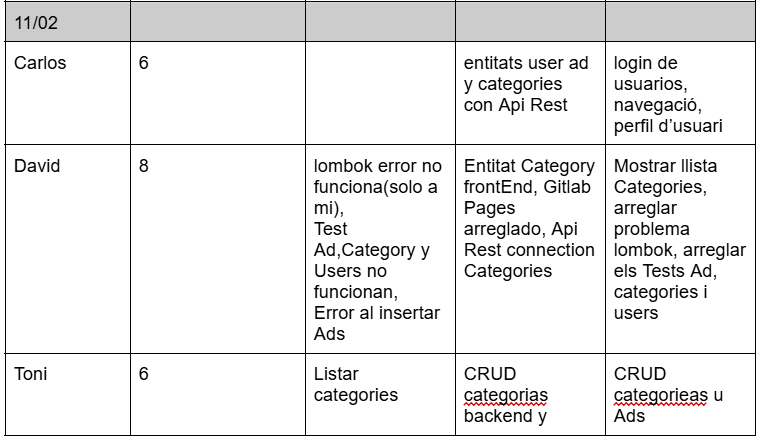 11/02
Carlos
6
entitats user ad
y categories
con Api Rest
login de
usuarios,
navegació,
perfil d'usuari
David
8
lombok error no
funciona(solo a
mi),
Test
Ad,Category y
Users no
funcionan,
Error al insertar
Ads
Entitat Category
frontEnd, Gitlab
Pages
arreglado, Api
Rest connection
Categories
Mostrar llista
Categories,
arreglar
problema
lombok, arreglar
els Tests Ad,
categories i
users
Toni
6
Listar
categories
CRUD
categorias
backend y
CRUD
categorieas u
Ads